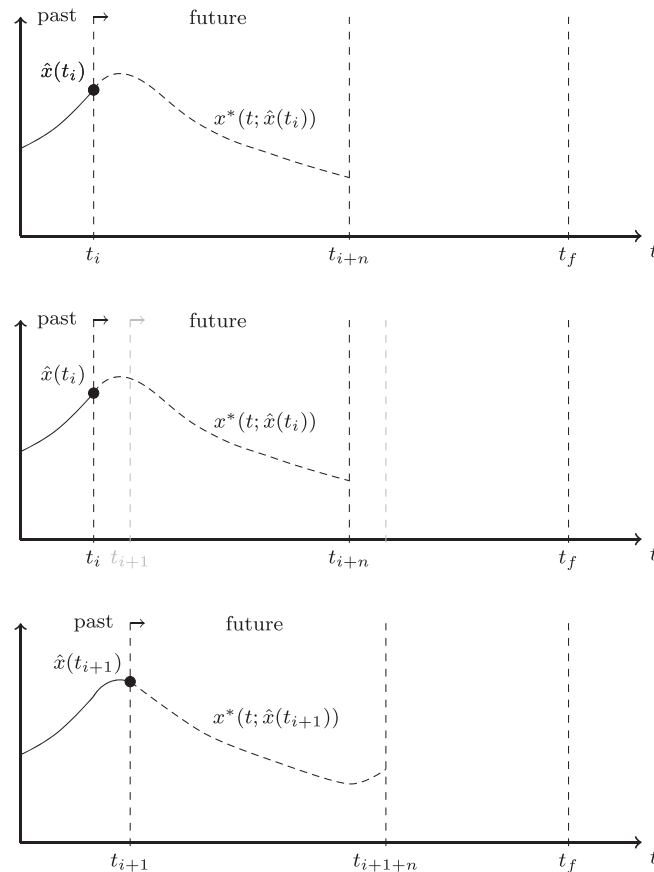 past future
x̂(t_i)
x*(t; x̂(t_i))
t_i t_{i+n} t_f t
past future
x̂(t_i)
x*(t; x̂(t_i))
t_i t_{i+1} t_{i+n} t_f t
past future
x̂(t_{i+1})
x*(t; x̂(t_{i+1}))
t_{i+1} t_{i+1+n} t_f t